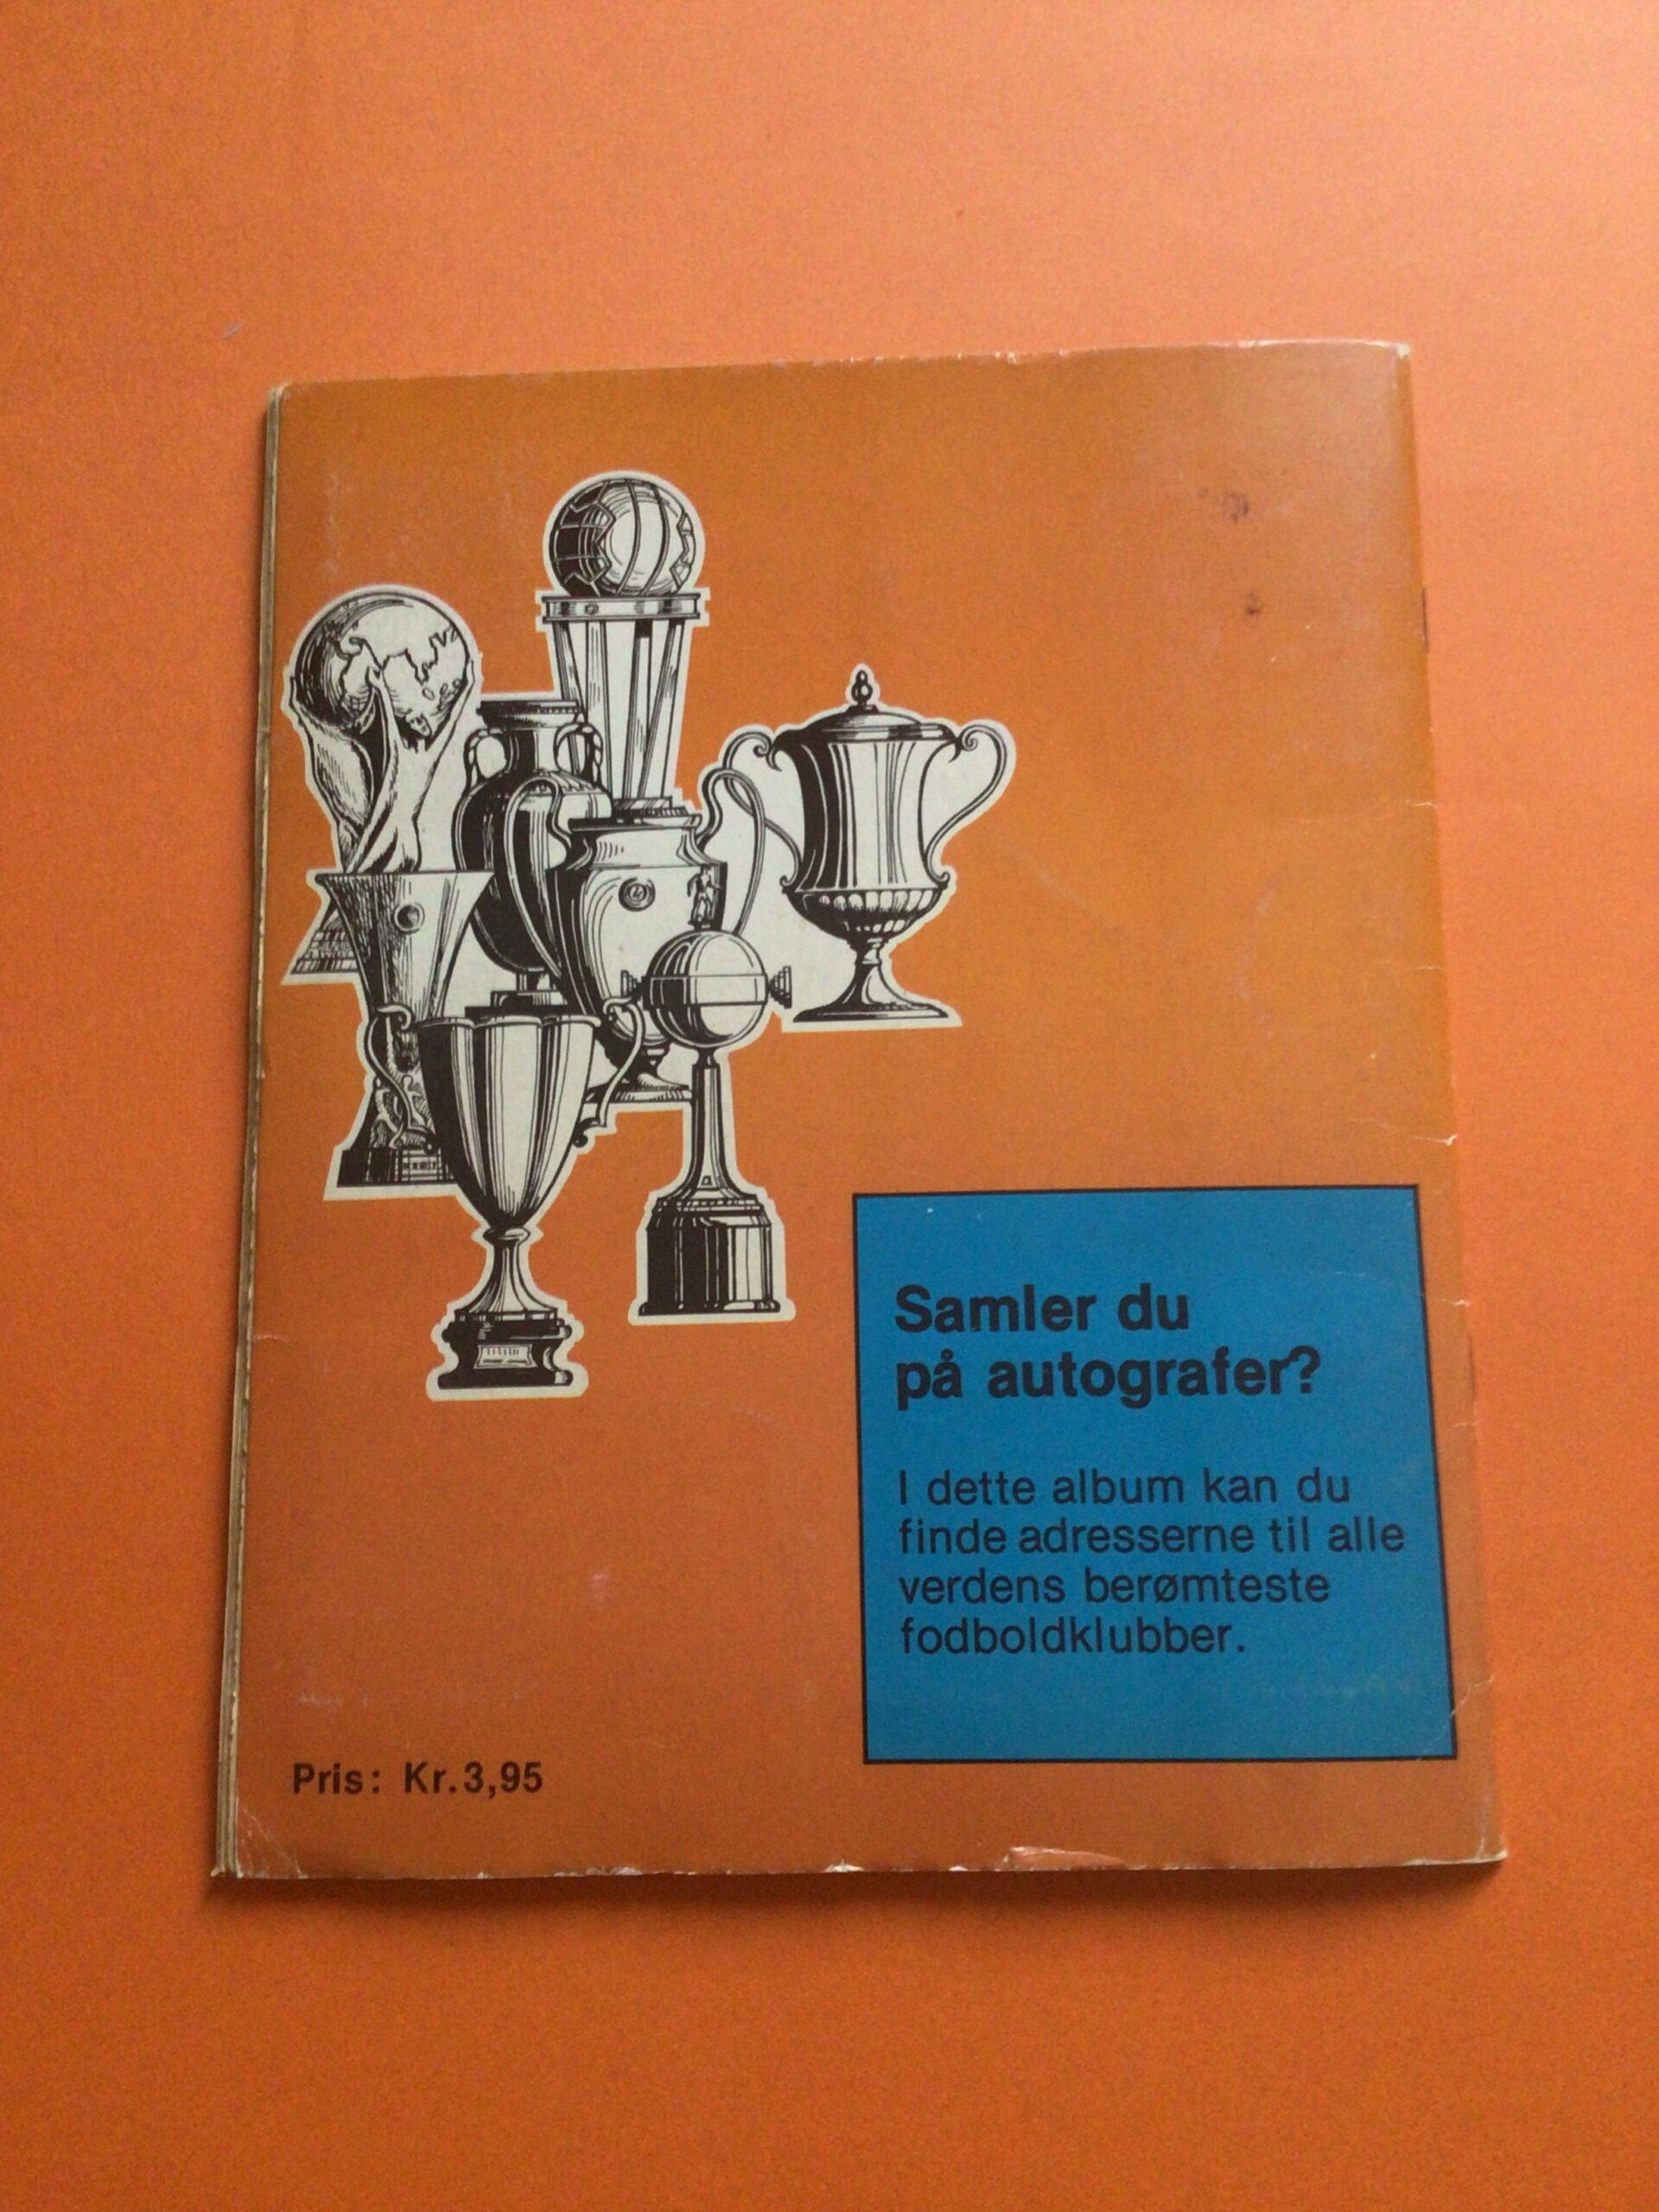 Samler du
på autografer?
I dette album kan du
finde adresserne til alle
verdens berømteste
fodboldklubber.
Pris: Kr. 3,95